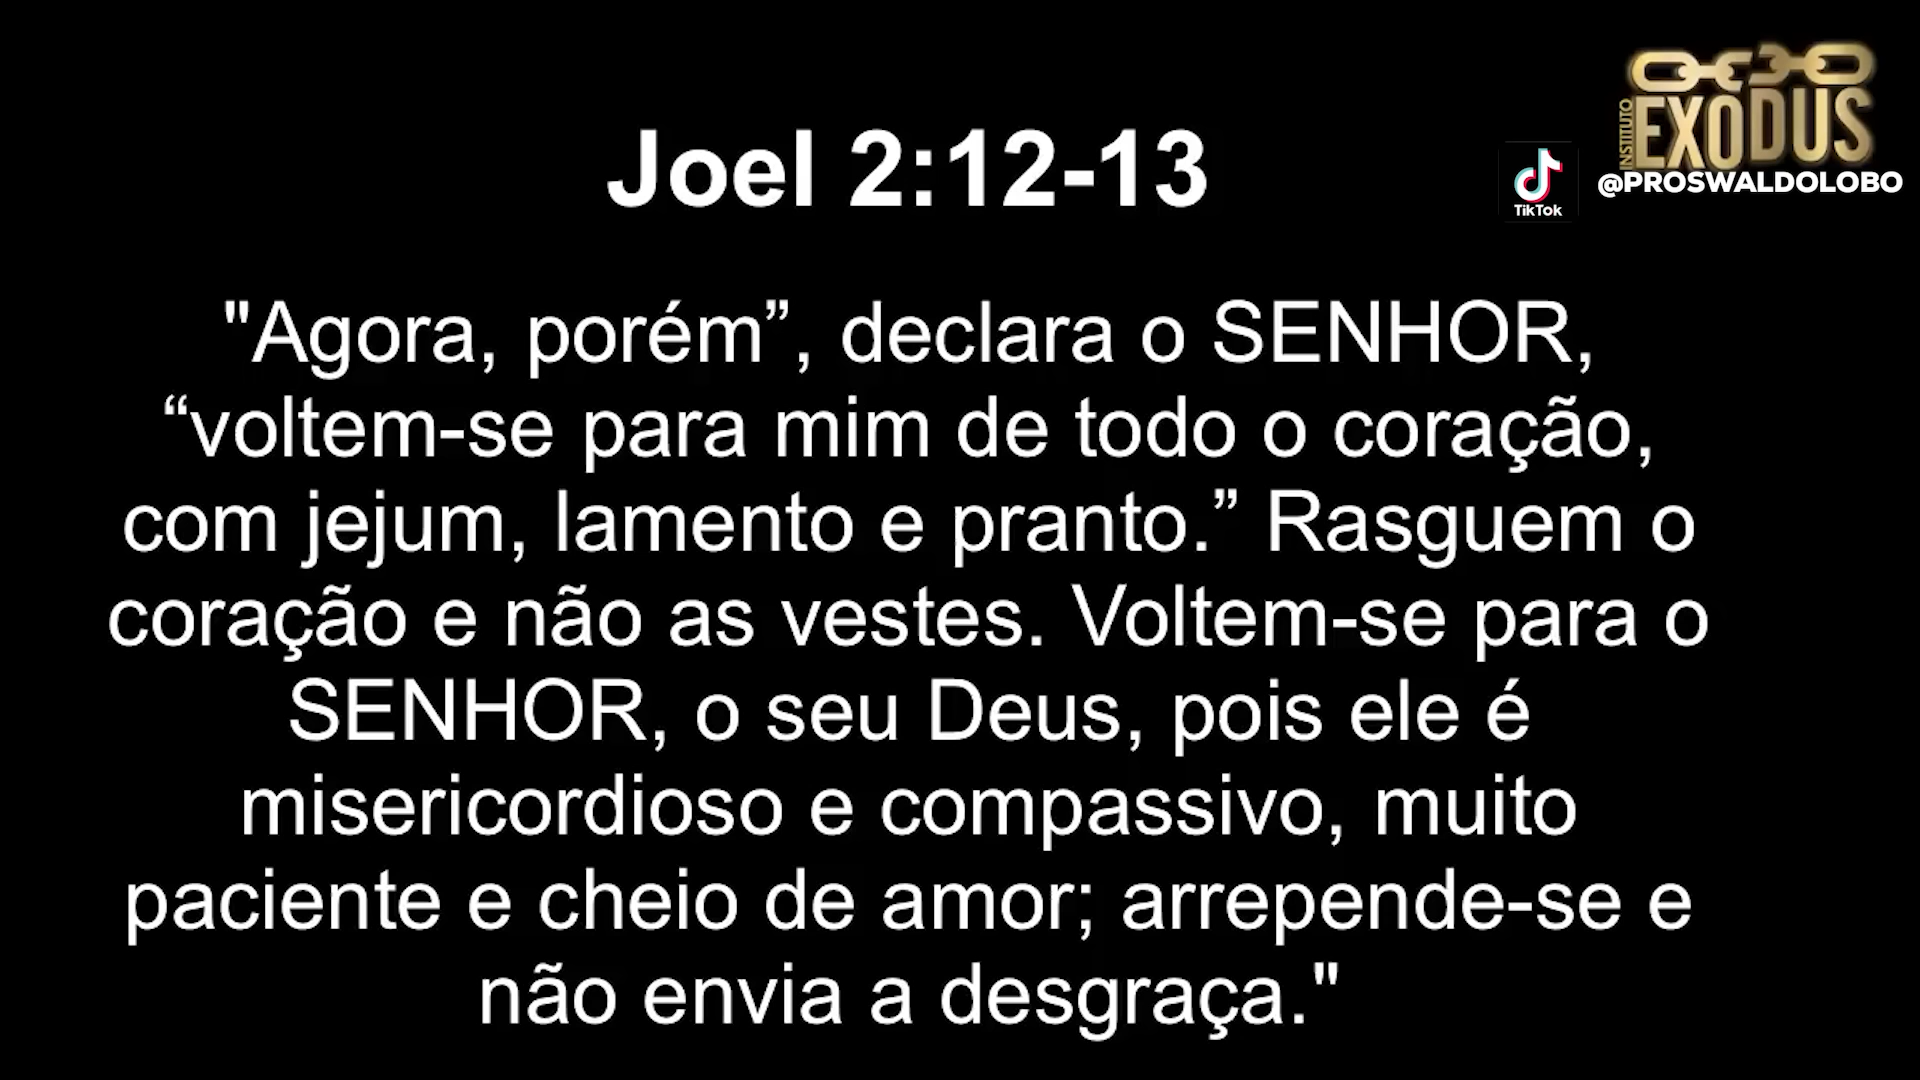 INSTITUTO
EXODUS
TikTok
@PROSWALDOLOBO
Joel 2:12-13
"Agora, porém”, declara o SENHOR,
“voltem-se para mim de todo o coração,
com jejum, lamento e pranto.” Rasguem o
coração e não as vestes. Voltem-se para o
SENHOR, o seu Deus, pois ele é
misericordioso e compassivo, muito
paciente e cheio de amor; arrepende-se e
não envia a desgraça."